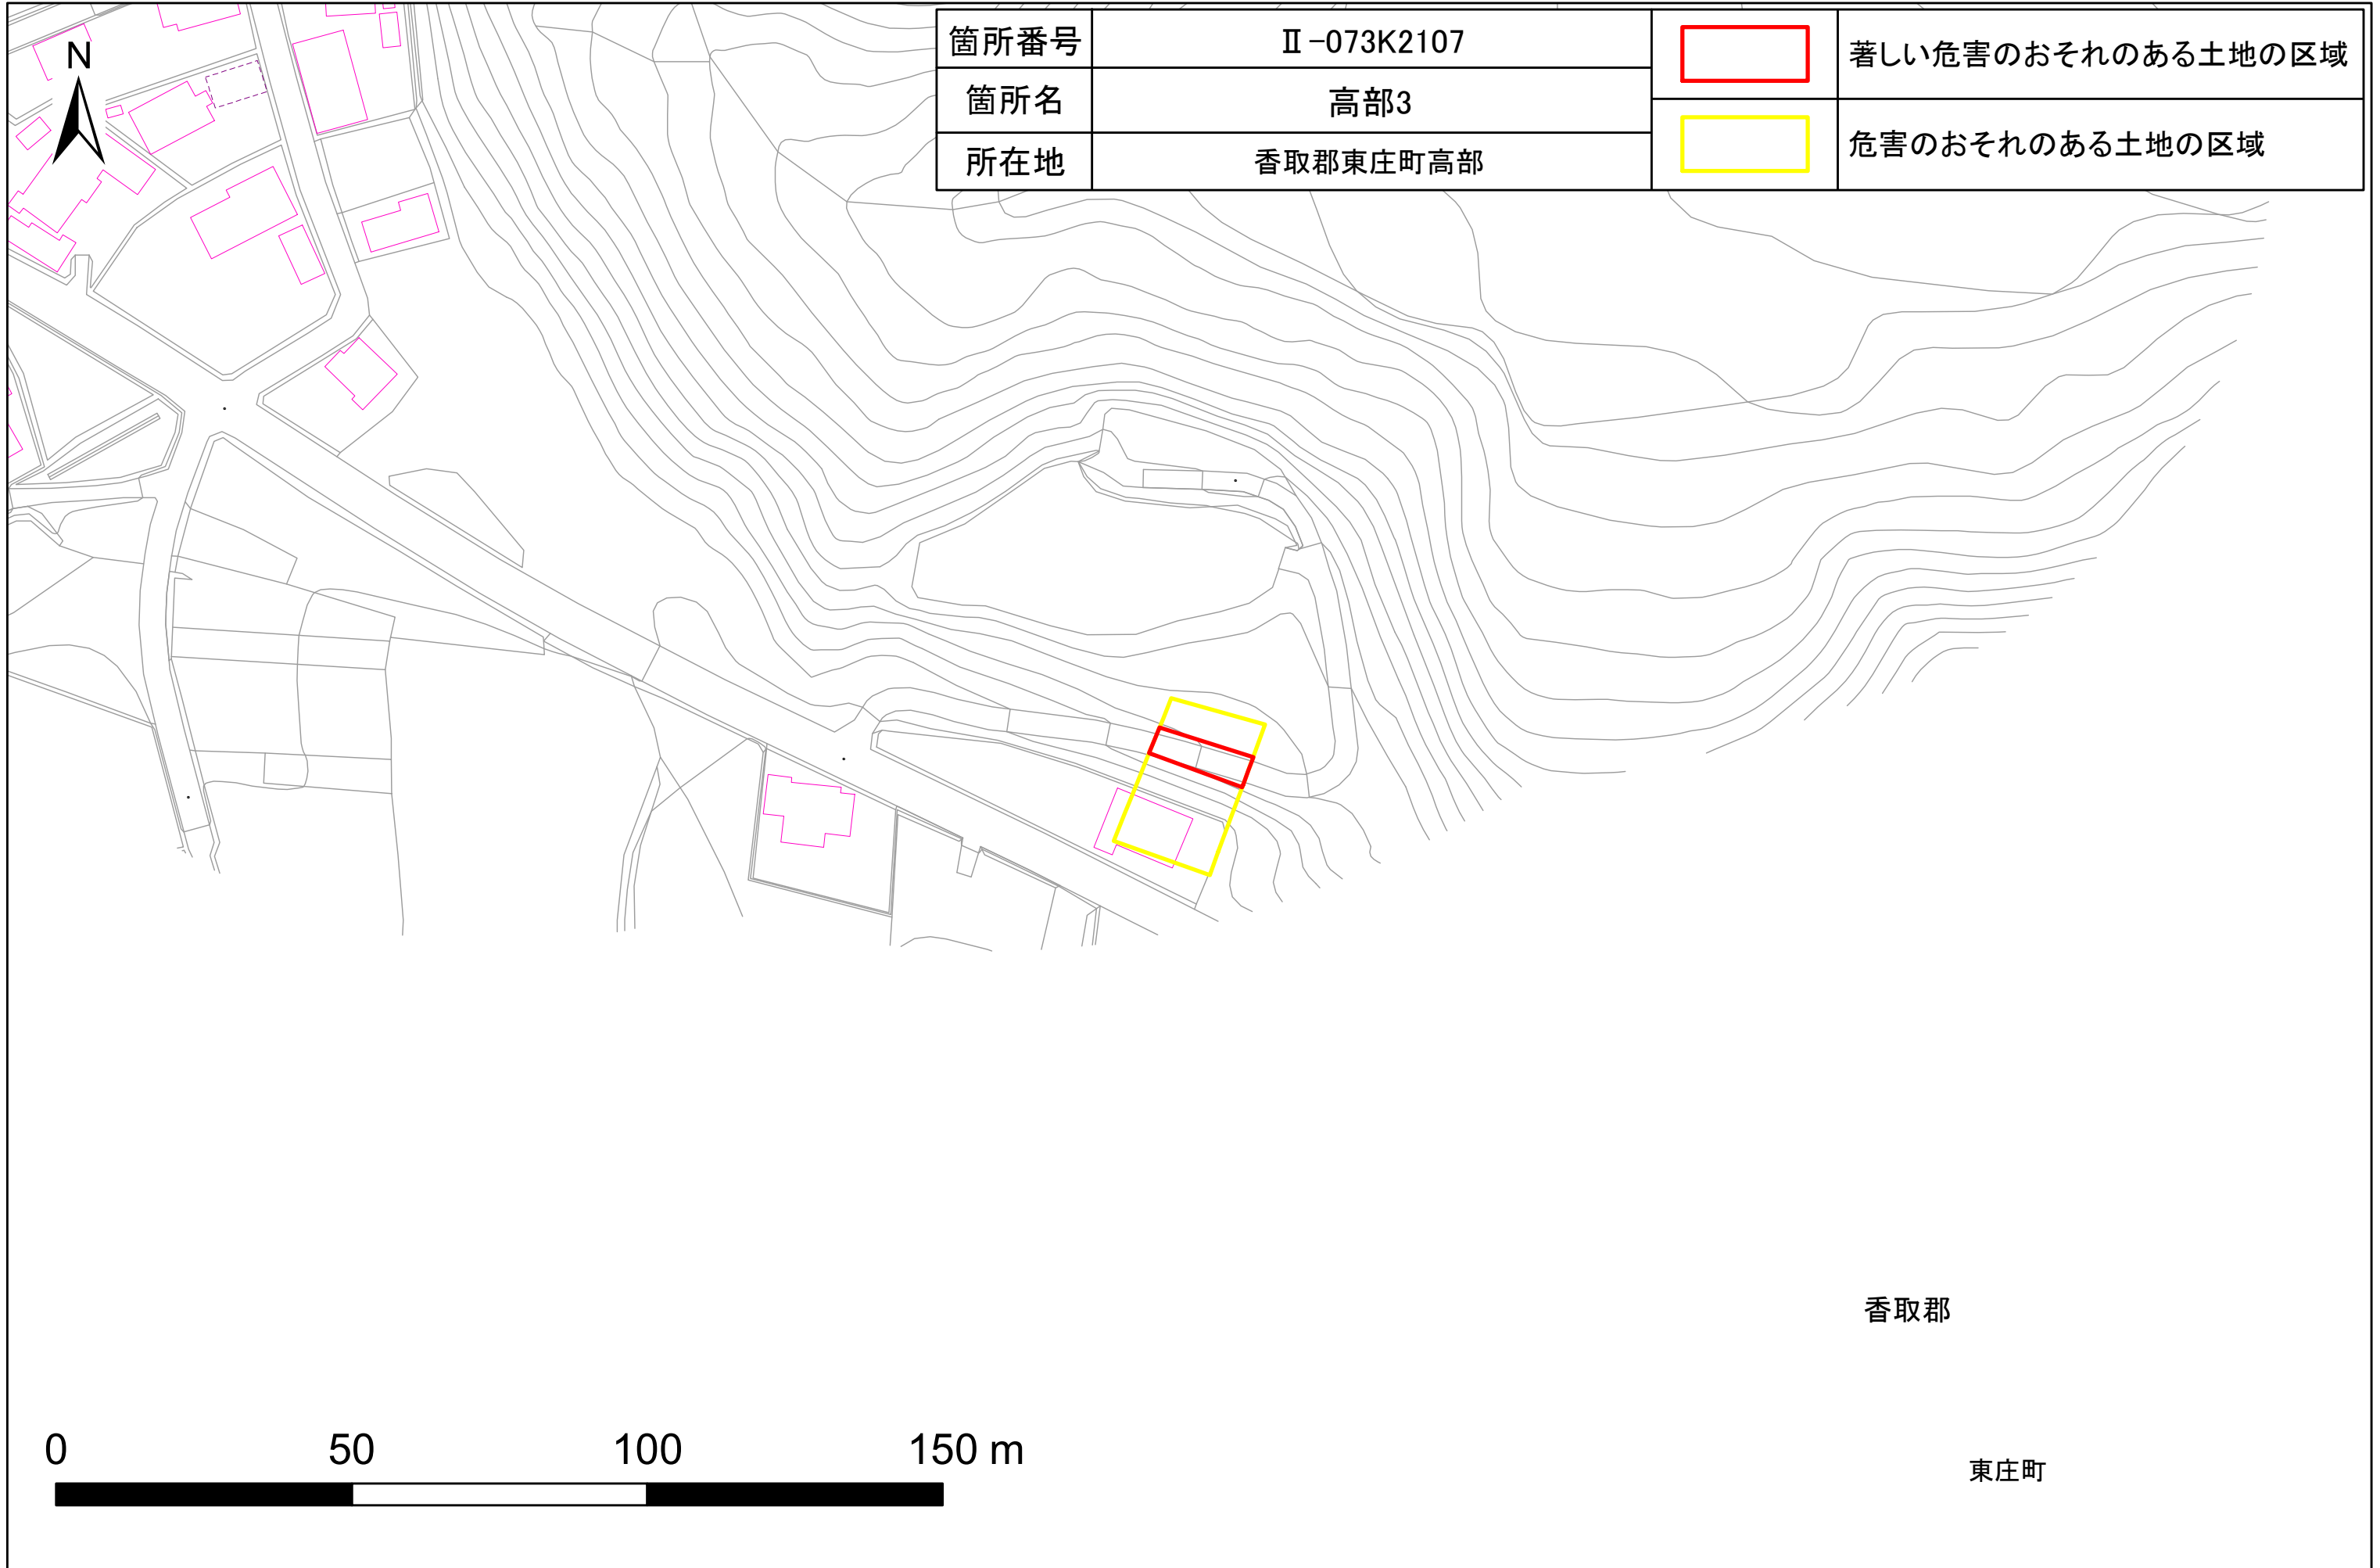 箇所番号 Ⅱ-073K2107
箇所名 高部3
所在地 香取郡東庄町高部
著しい危害のおそれのある土地の区域
危害のおそれのある土地の区域
N
香取郡
東庄町
0 50 100 150 m